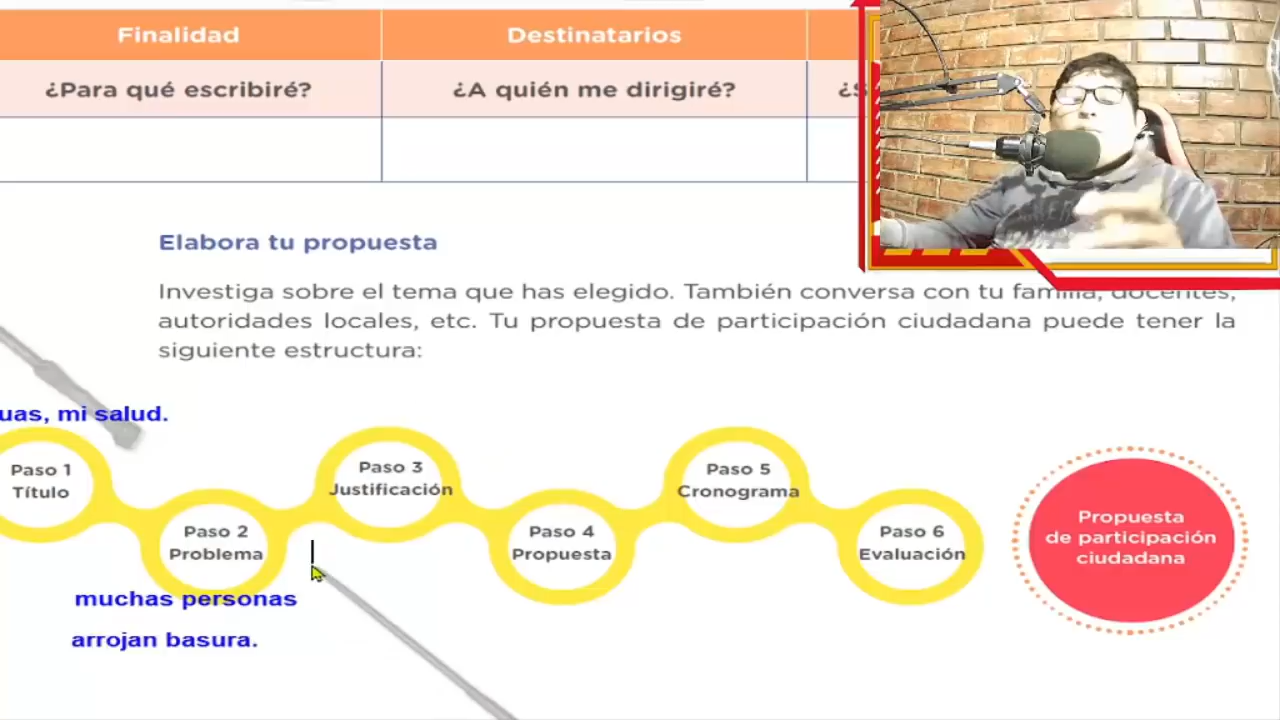 Finalidad
Destinatarios
¿Para qué escribiré?
¿A quién me dirigiré?
Elabora tu propuesta
Investiga sobre el tema que has elegido. También conversa con tu familia, docentes,
autoridades locales, etc. Tu propuesta de participación ciudadana puede tener la
siguiente estructura:
mi salud.
Paso 1
Título
Paso 2
Problema
Paso 3
Justificación
Paso 4
Propuesta
Paso 5
Cronograma
Paso 6
Evaluación
Propuesta
de participación
ciudadana
muchas personas
arrojan basura.